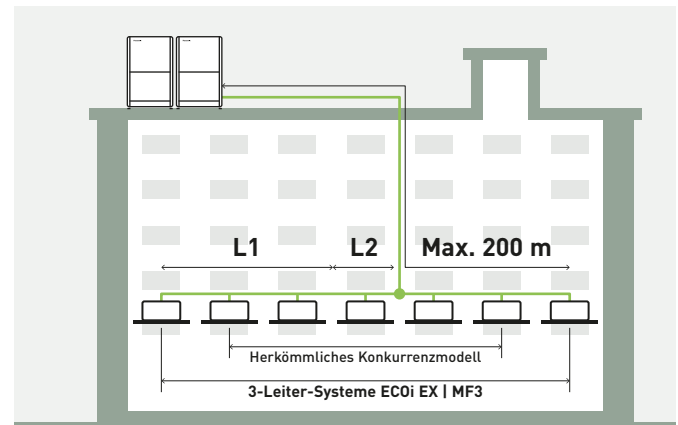 L1 L2 Max. 200 m
Herkömmliches Konkurrenzmodell
3-Leiter-Systeme ECOi EX | MF3